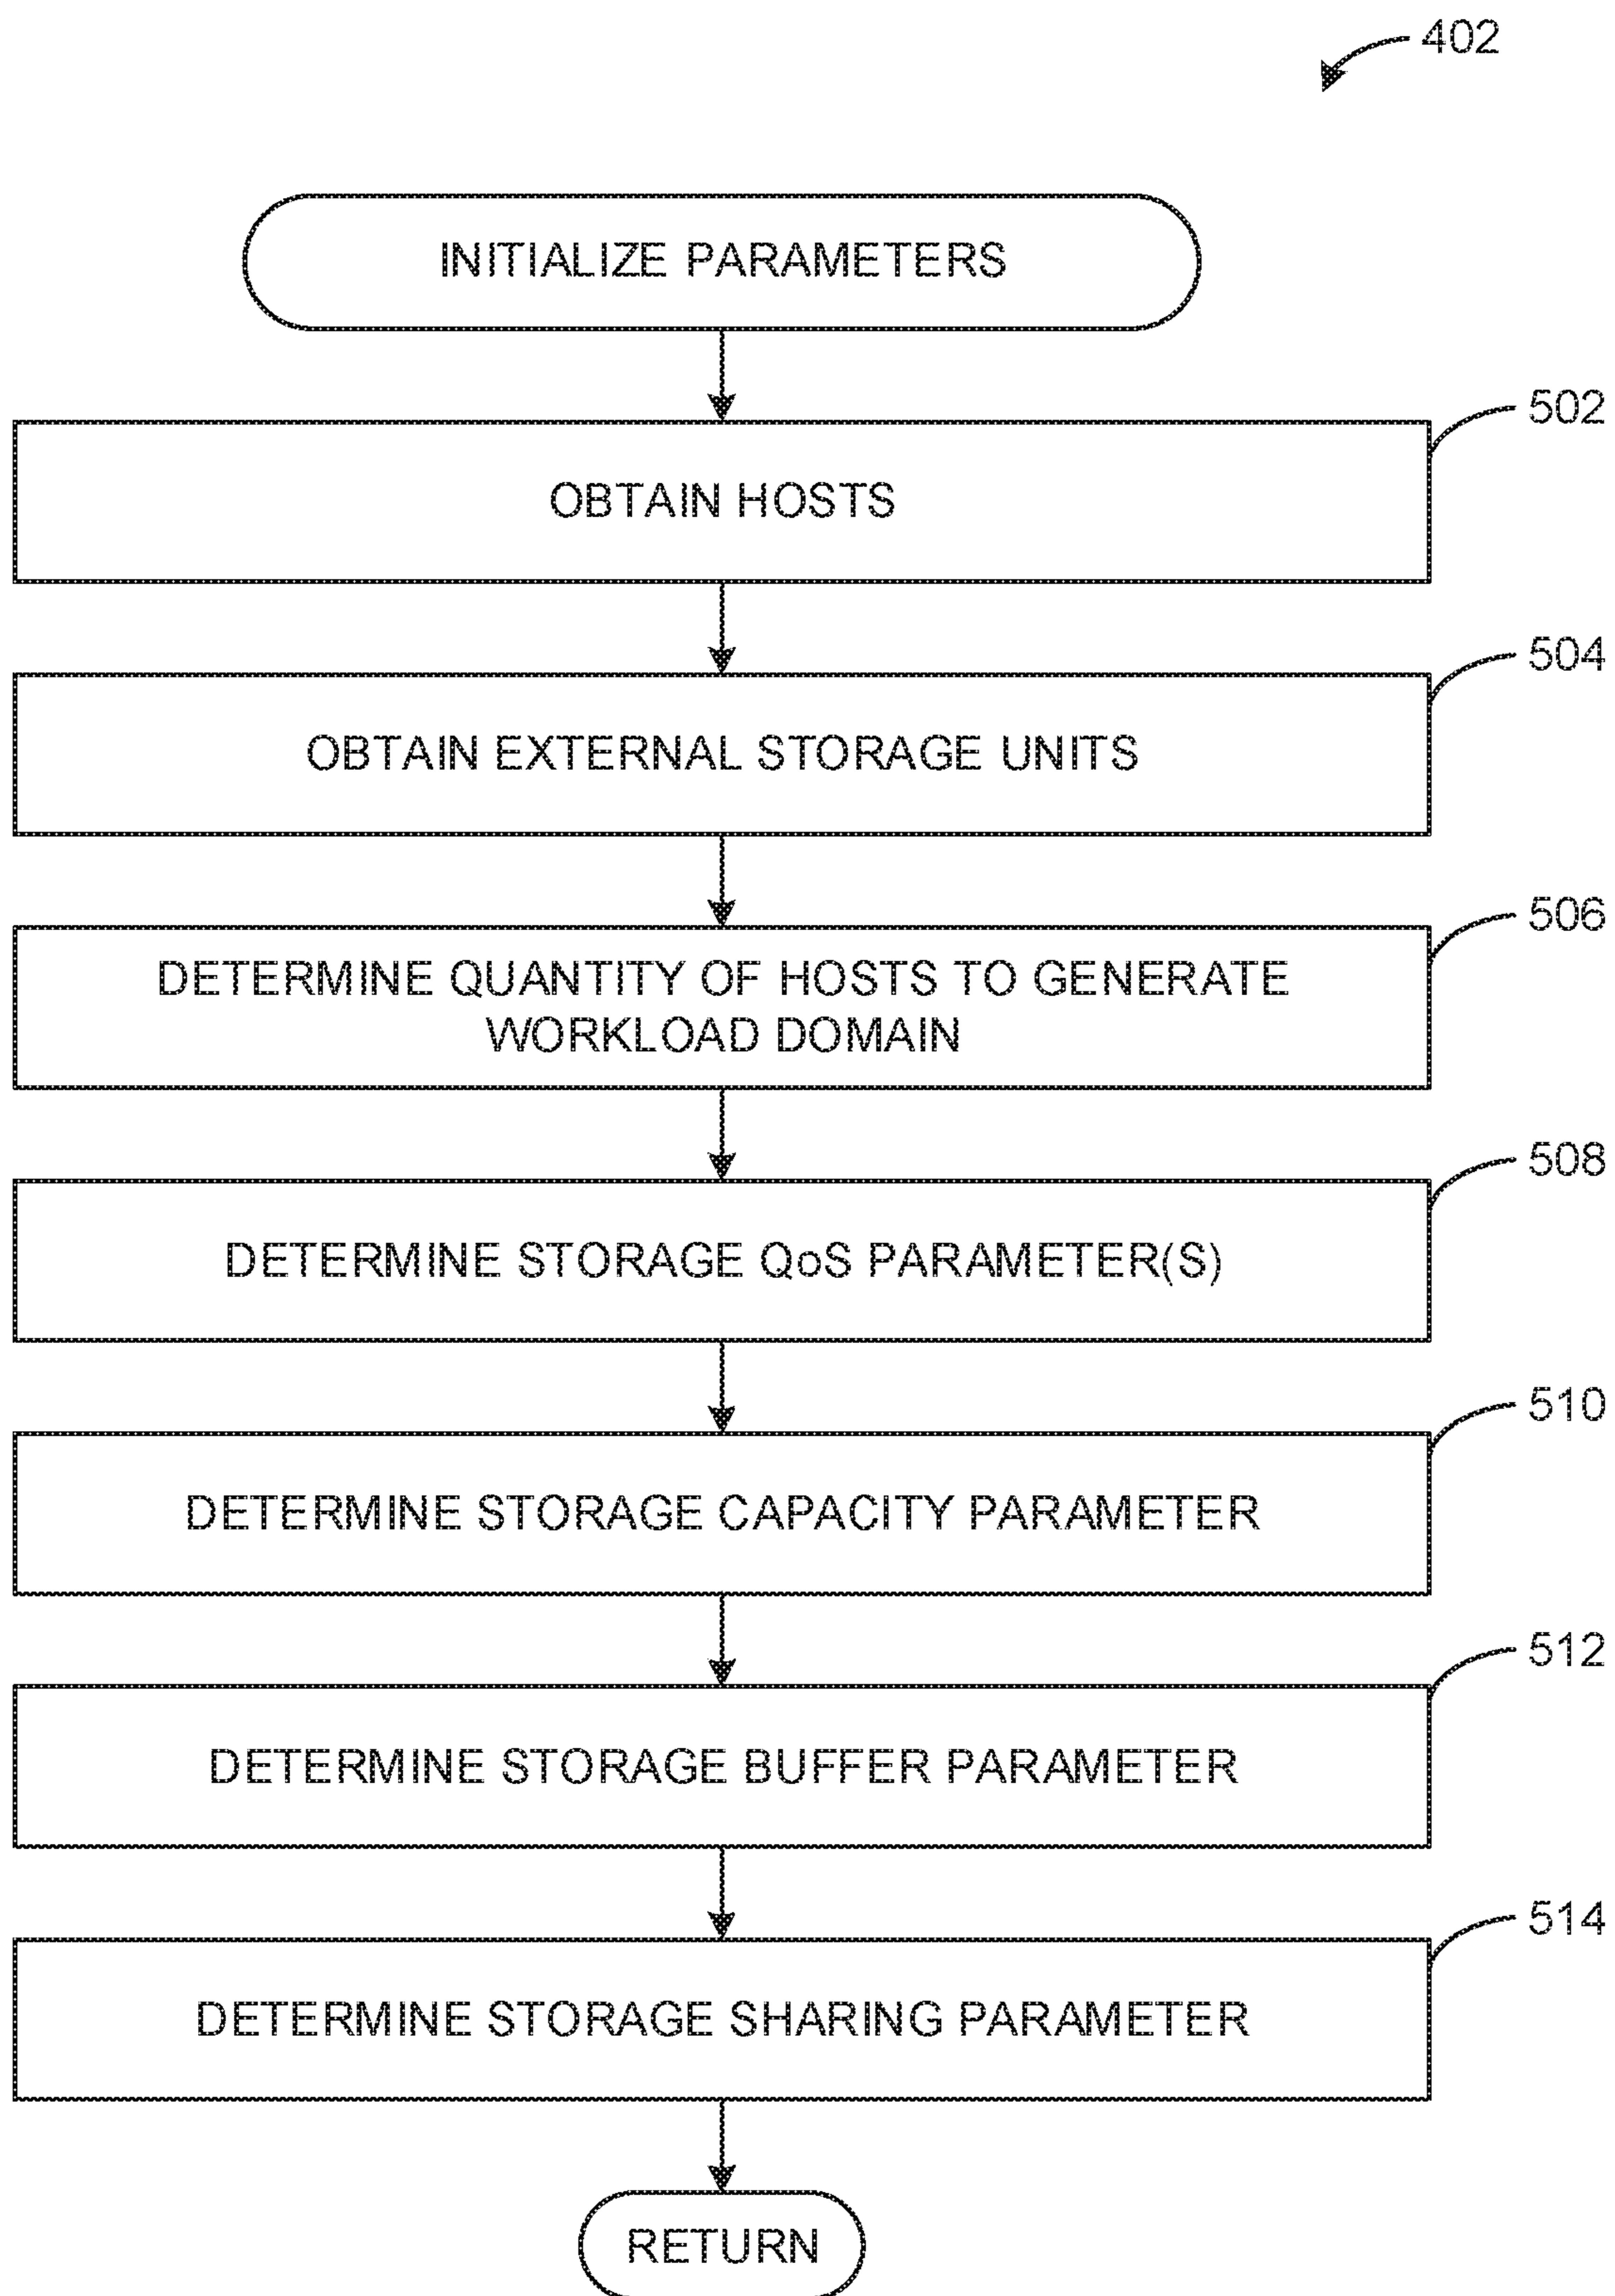 402
INITIALIZE PARAMETERS
502
OBTAIN HOSTS
504
OBTAIN EXTERNAL STORAGE UNITS
506
DETERMINE QUANTITY OF HOSTS TO GENERATE
WORKLOAD DOMAIN
508
DETERMINE STORAGE QoS PARAMETER(S)
510
DETERMINE STORAGE CAPACITY PARAMETER
512
DETERMINE STORAGE BUFFER PARAMETER
514
DETERMINE STORAGE SHARING PARAMETER
RETURN